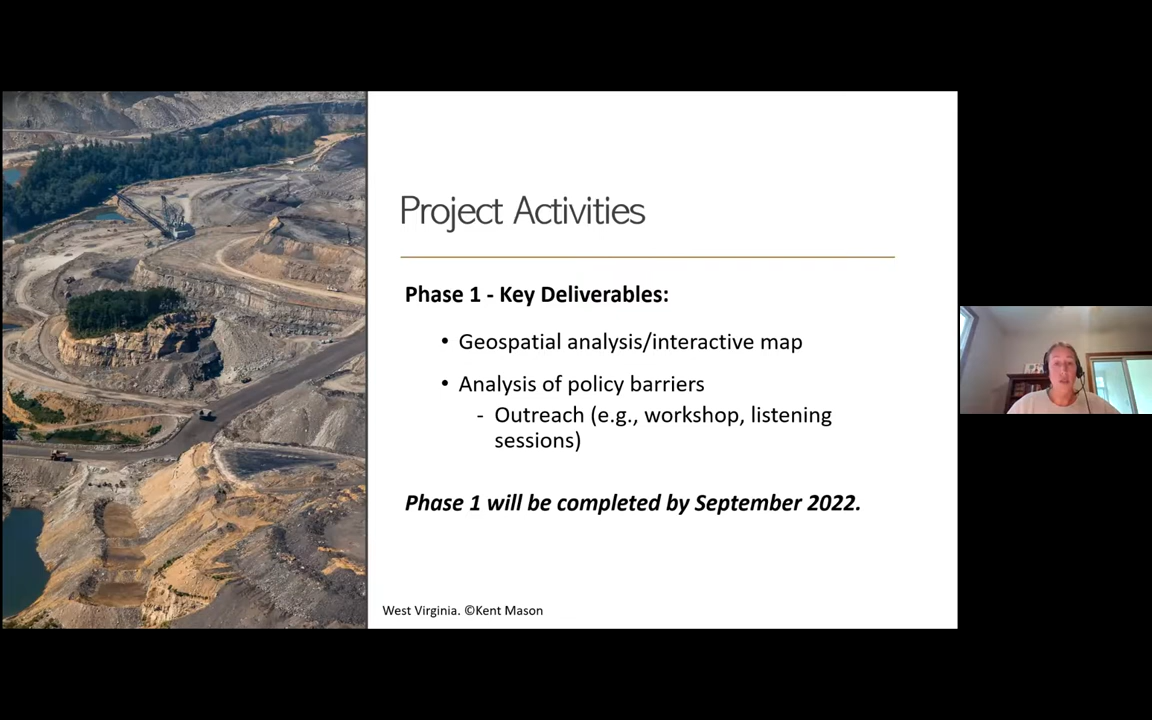 Project Activities
Phase 1 - Key Deliverables:
• Geospatial analysis/interactive map
• Analysis of policy barriers
- Outreach (e.g., workshop, listening
sessions)
Phase 1 will be completed by September 2022.
West Virginia. ©Kent Mason